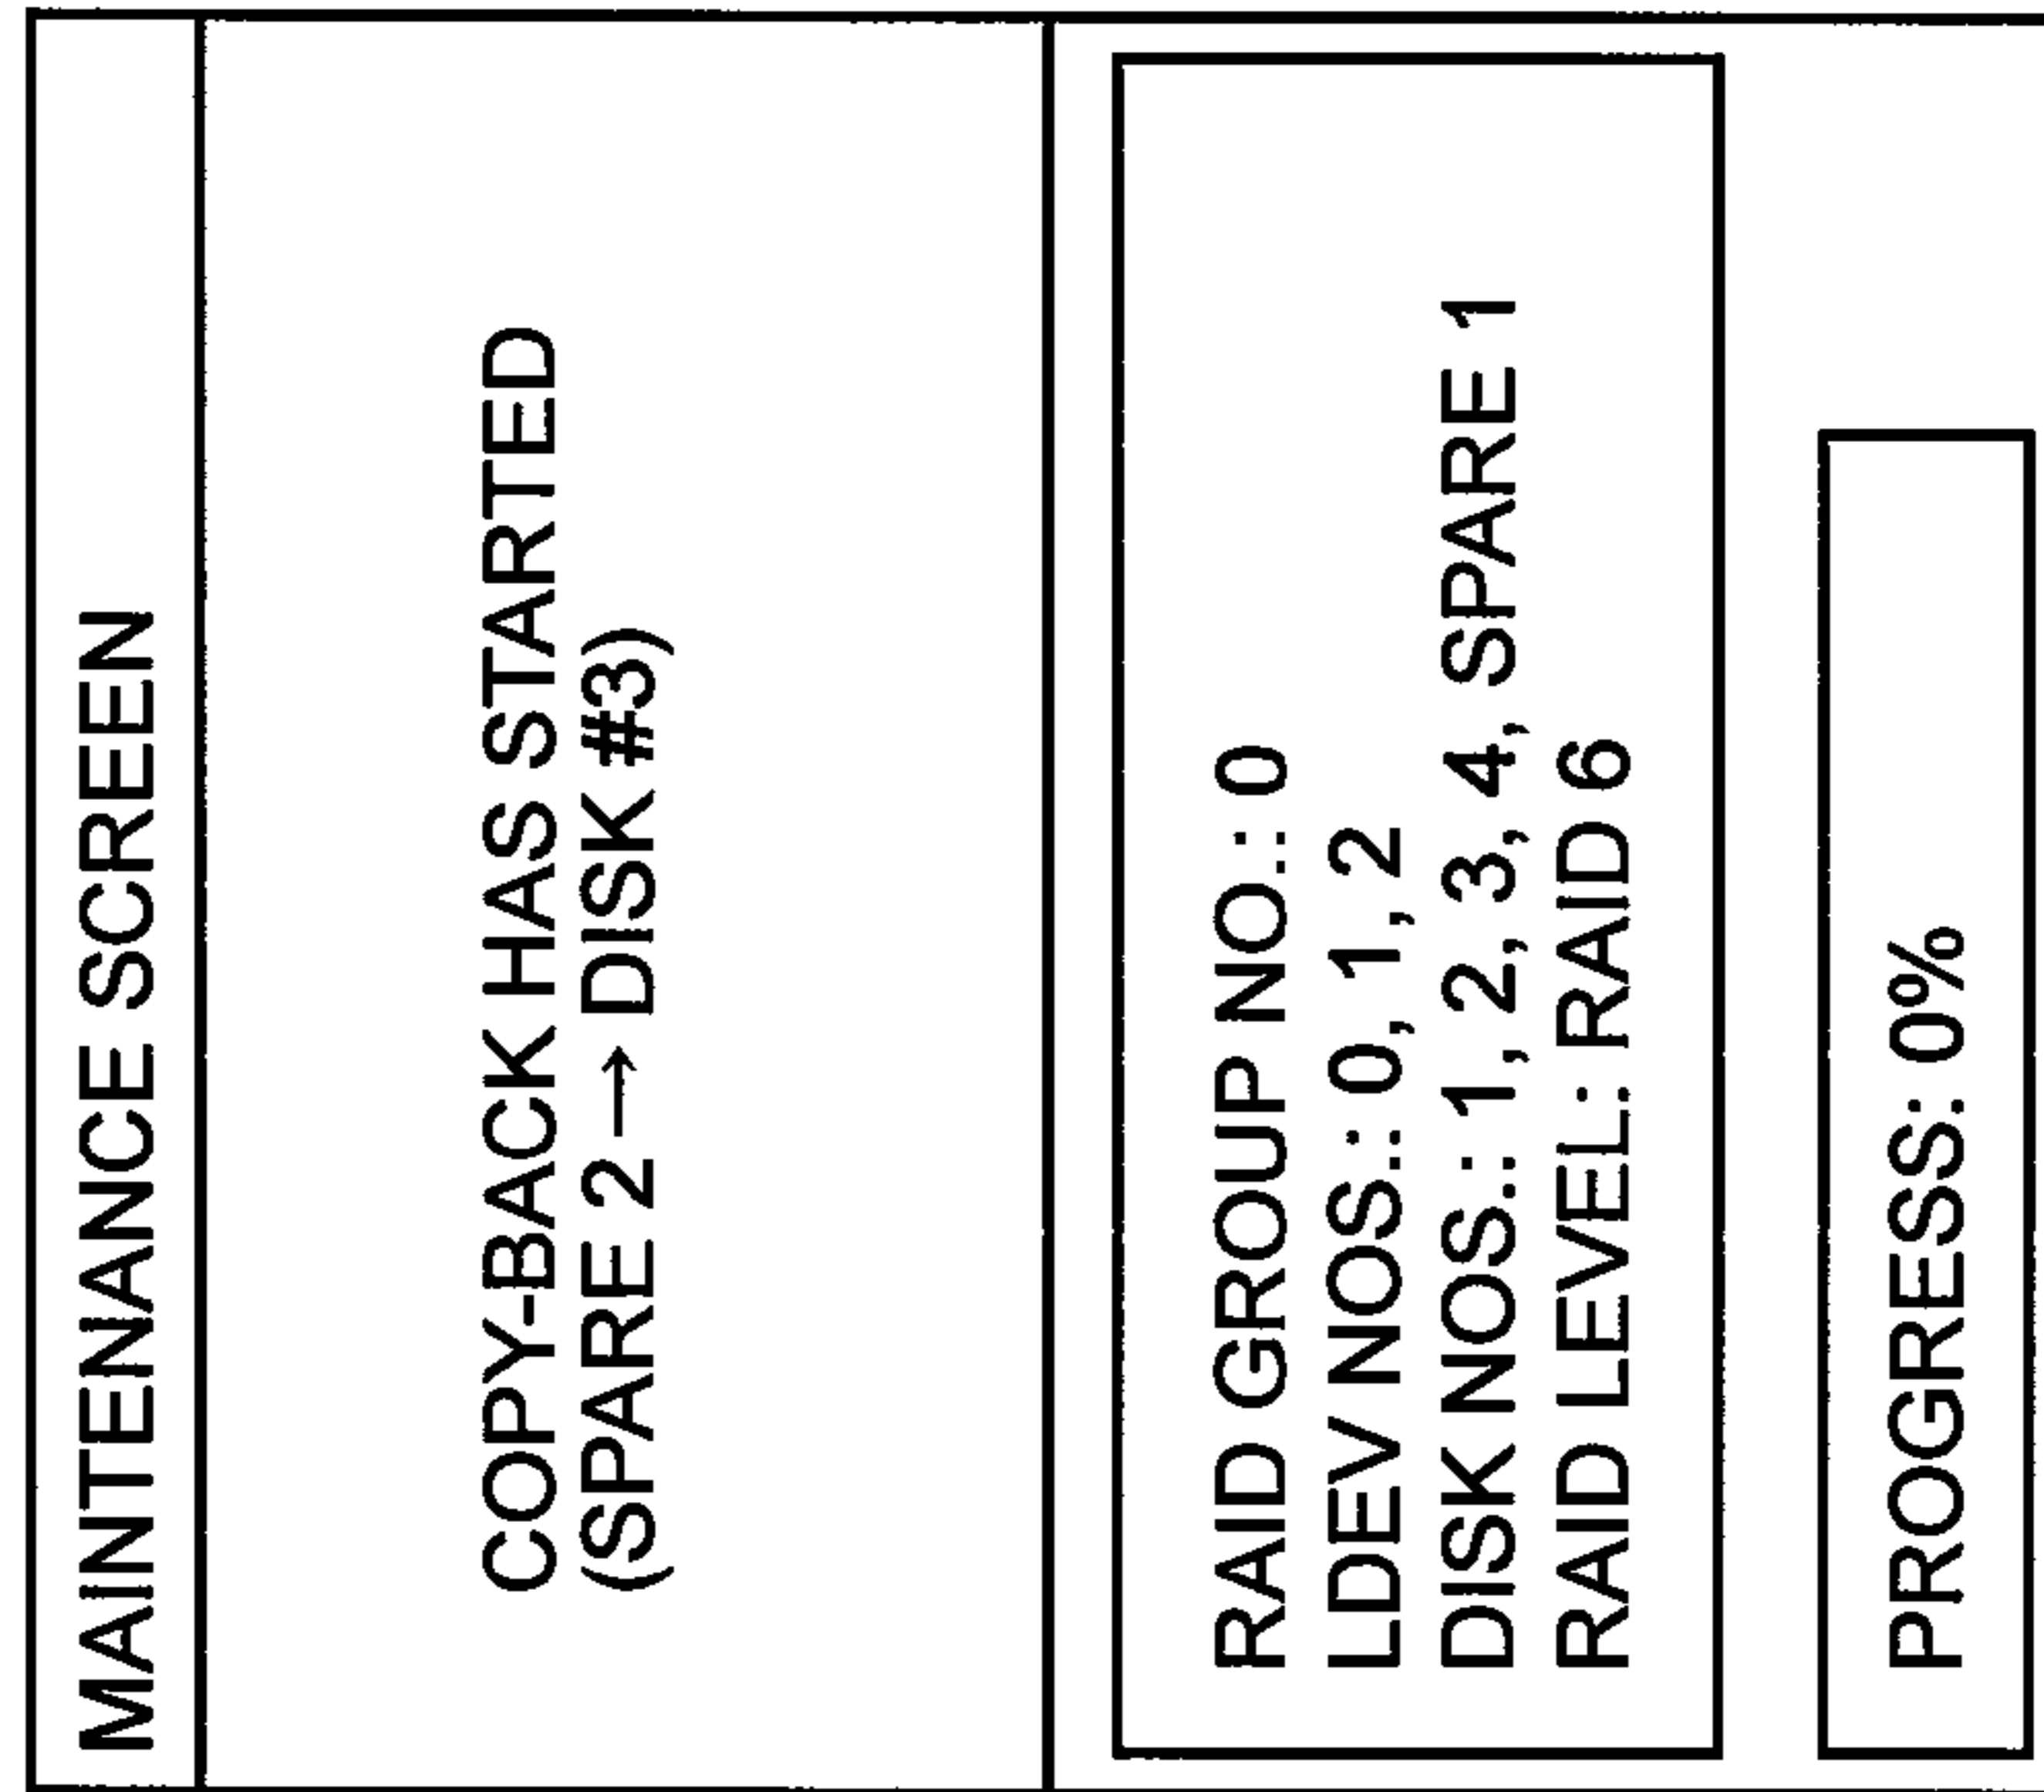 MAINTENANCE SCREEN
COPY-BACK HAS STARTED
(SPARE 2 → DISK #3)
RAID GROUP NO.: 0
LDEV NOS.: 0, 1, 2
DISK NOS.: 1, 2, 3, 4, SPARE 1
RAID LEVEL: RAID 6
PROGRESS: 0%